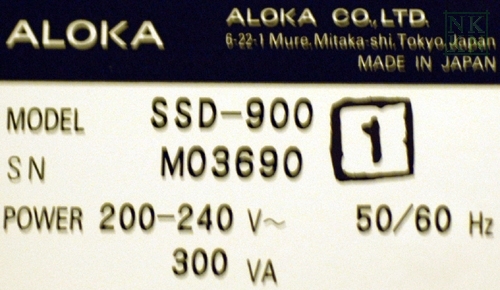 ALOKA
ALOKA CO., LTD.
6-22-1 Mure, Mitaka-shi, Tokyo, Japan
MADE IN JAPAN
NK
MODEL SSD-900
1
SN M03690
POWER 200-240 V~ 50/60 Hz
300 VA